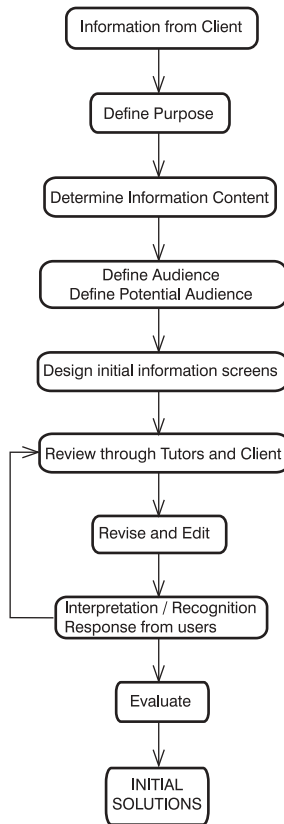 Information from Client
Define Purpose
Determine Information Content
Define Audience
Define Potential Audience
Design initial information screens
Review through Tutors and Client
Revise and Edit
Interpretation / Recognition
Response from users
Evaluate
INITIAL
SOLUTIONS